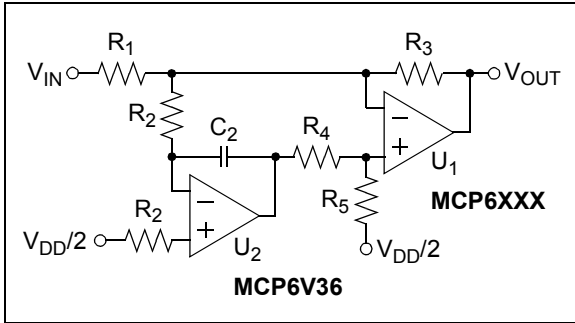 R1
R3
VIN
VOUT
R2
C2
R4
U1
R5
MCP6XXX
R2
VDD/2
U2
VDD/2
MCP6V36